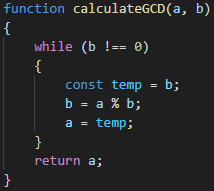 function calculateGCD(a, b)
{
    while (b !== 0)
    {
        const temp = b;
        b = a % b;
        a = temp;
    }
    return a;
}